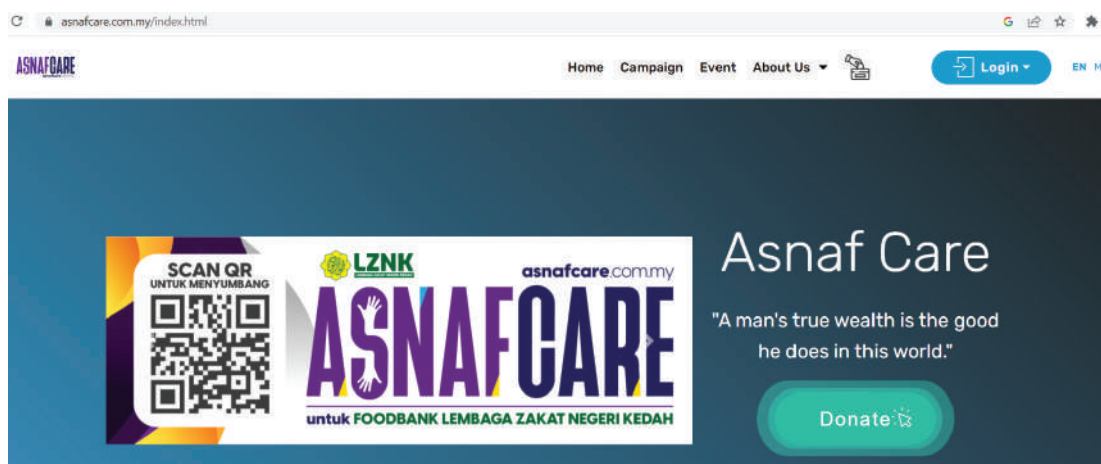 asnafcare.com.my/index.html
ASNAFCARE
Home Campaign Event About Us Login EN M
SCAN QR
UNTUK MENYUMBANG
LZNK
asnafcare.com.my
ASNAFCARE
untuk FOODBANK LEMBAGA ZAKAT NEGERI KEDAH
Asnaf Care
"A man's true wealth is the good
he does in this world."
Donate